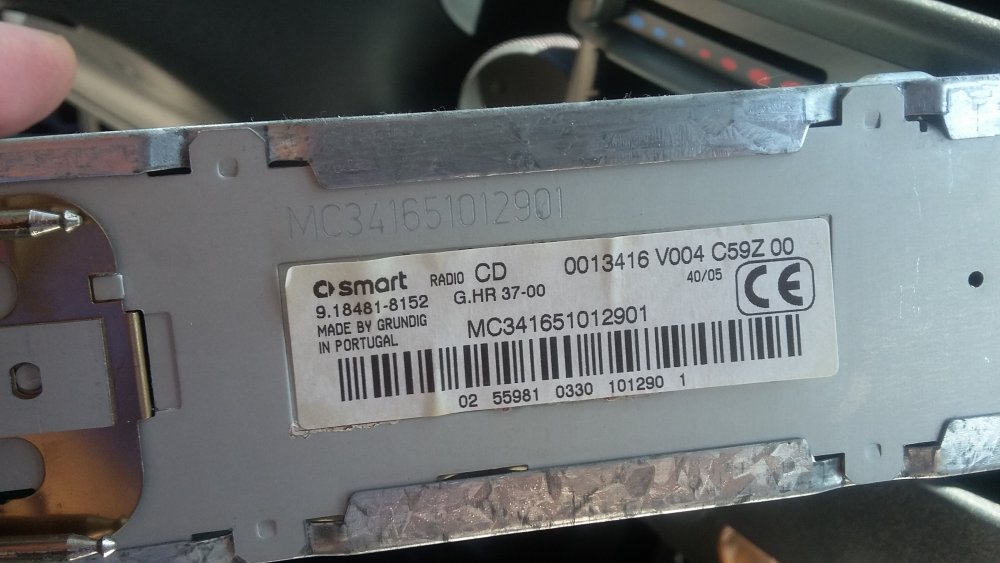 MC341651012901
smart RADIO CD 0013416 V004 C59Z 00
9.18481-8152 G.HR 37-00 40/05 CE
MADE BY GRUNDIG MC341651012901
IN PORTUGAL
02 55981 0330 101290 1